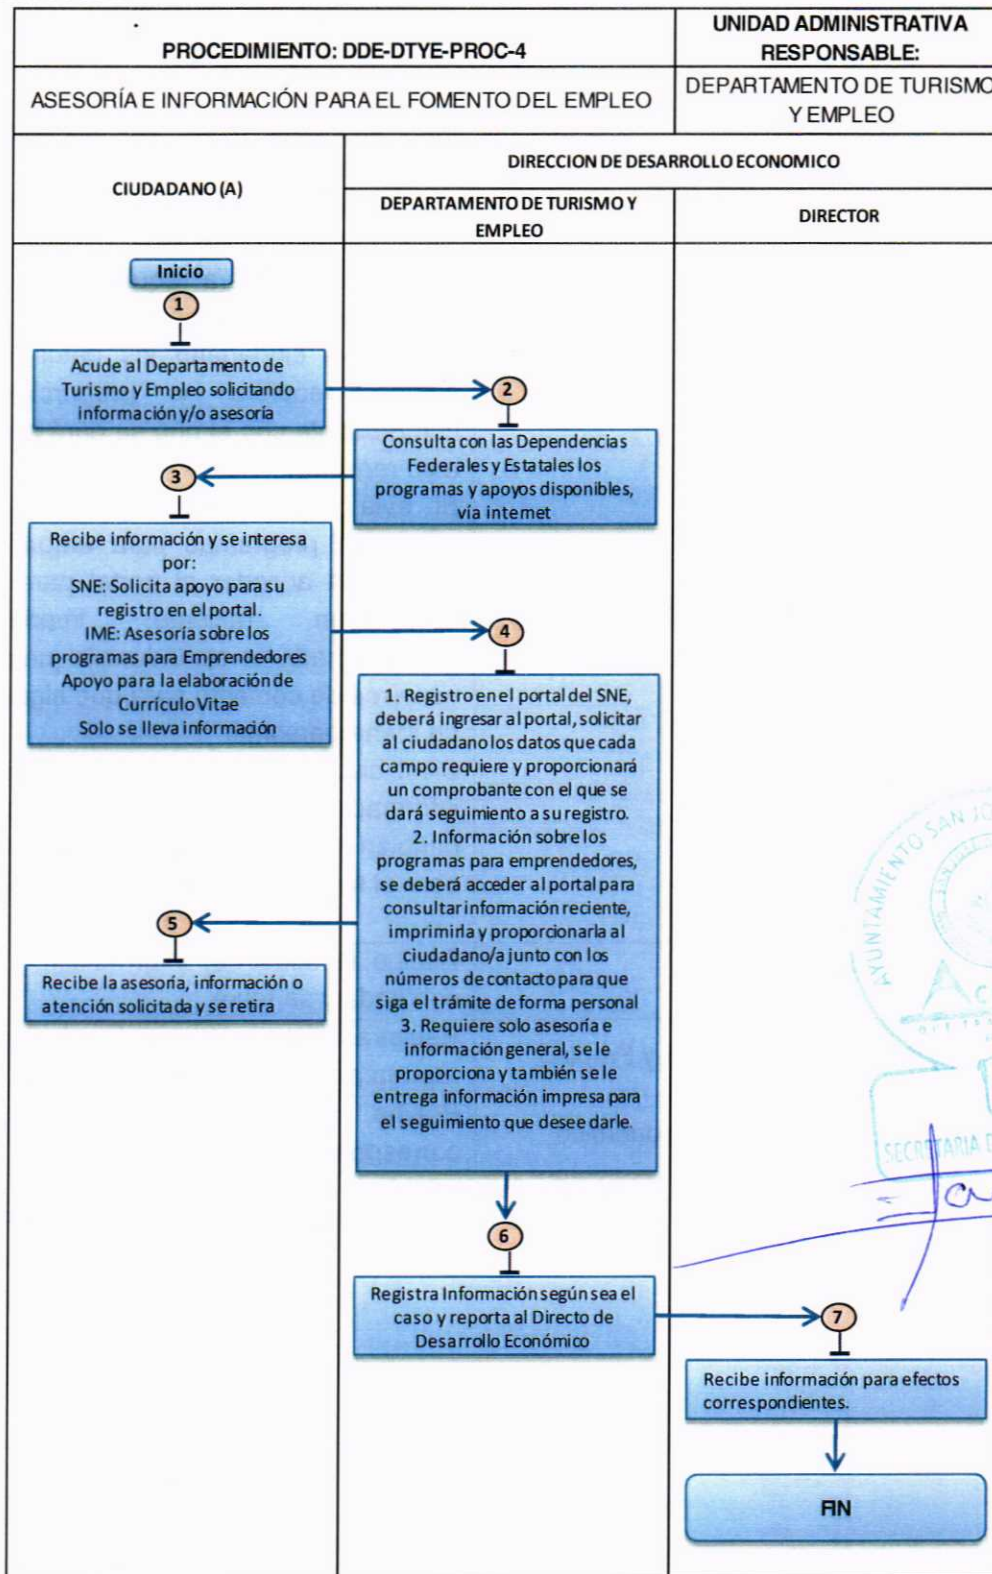 PROCEDIMIENTO: DDE-DTYE-PROC-4
UNIDAD ADMINISTRATIVA
RESPONSABLE:
ASESORÍA E INFORMACIÓN PARA EL FOMENTO DEL EMPLEO
DEPARTAMENTO DE TURISMO
Y EMPLEO
CIUDADANO (A)
DIRECCION DE DESARROLLO ECONOMICO
DEPARTAMENTO DE TURISMO Y
EMPLEO
DIRECTOR
Inicio
1
Acude al Departamento de
Turismo y Empleo solicitando
información y/o asesoría
2
Consulta con las Dependencias
Federales y Estatales los
programas y apoyos disponibles,
vía internet
3
Recibe información y se interesa
por:
SNE: Solicita apoyo para su
registro en el portal.
IME: Asesoría sobre los
programas para Emprendedores
Apoyo para la elaboración de
Currículo Vitae
Solo se lleva información
4
1. Registro en el portal del SNE,
deberá ingresar al portal, solicitar
al ciudadano los datos que cada
campo requiere y proporcionará
un comprobante con el que se
dará seguimiento a su registro.
2. Información sobre los
programas para emprendedores,
se deberá acceder al portal para
consultar información reciente,
imprimirla y proporcionarla al
ciudadano/a junto con los
números de contacto para que
siga el trámite de forma personal
3. Requiere solo asesoría e
información general, se le
proporciona y también se le
entrega información impresa para
el seguimiento que desee darle.
5
Recibe la asesoría, información o
atención solicitada y se retira
6
Registra Información según sea el
caso y reporta al Directo de
Desarrollo Económico
7
Recibe información para efectos
correspondientes.
FIN
AYUNTAMIENTO SAN JO
SECRETARIA D